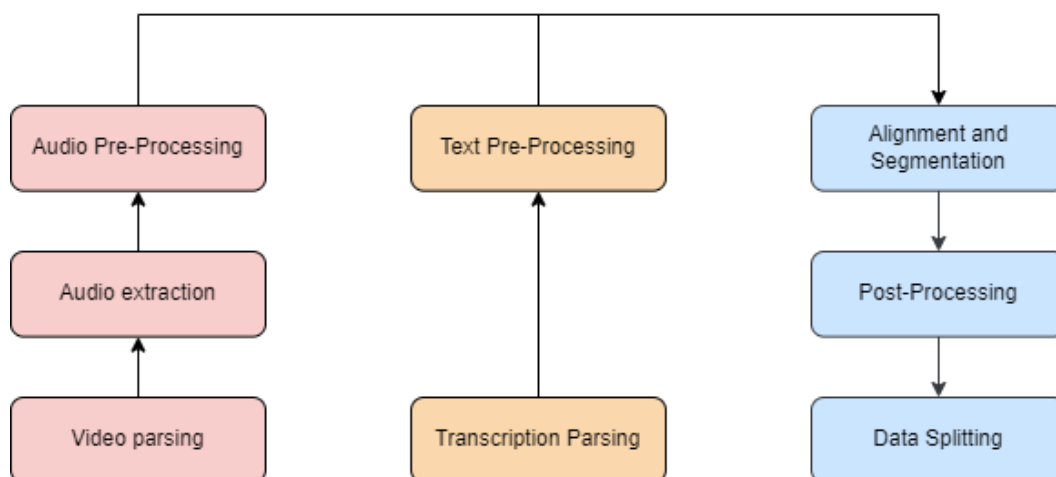 Audio Pre-Processing
Text Pre-Processing
Alignment and
Segmentation
Audio extraction
Post-Processing
Video parsing
Transcription Parsing
Data Splitting